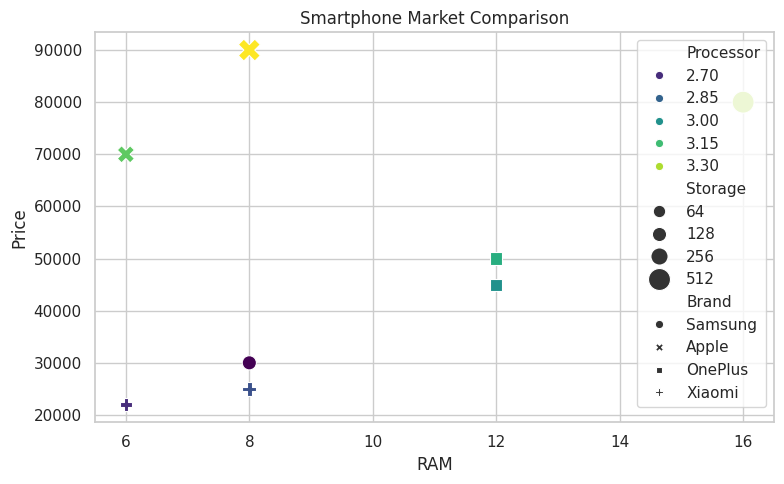 Smartphone Market Comparison
Price
90000
80000
70000
60000
50000
40000
30000
20000
6
8
10
12
14
16
RAM
Processor
2.70
2.85
3.00
3.15
3.30
Storage
64
128
256
512
Brand
Samsung
Apple
OnePlus
Xiaomi